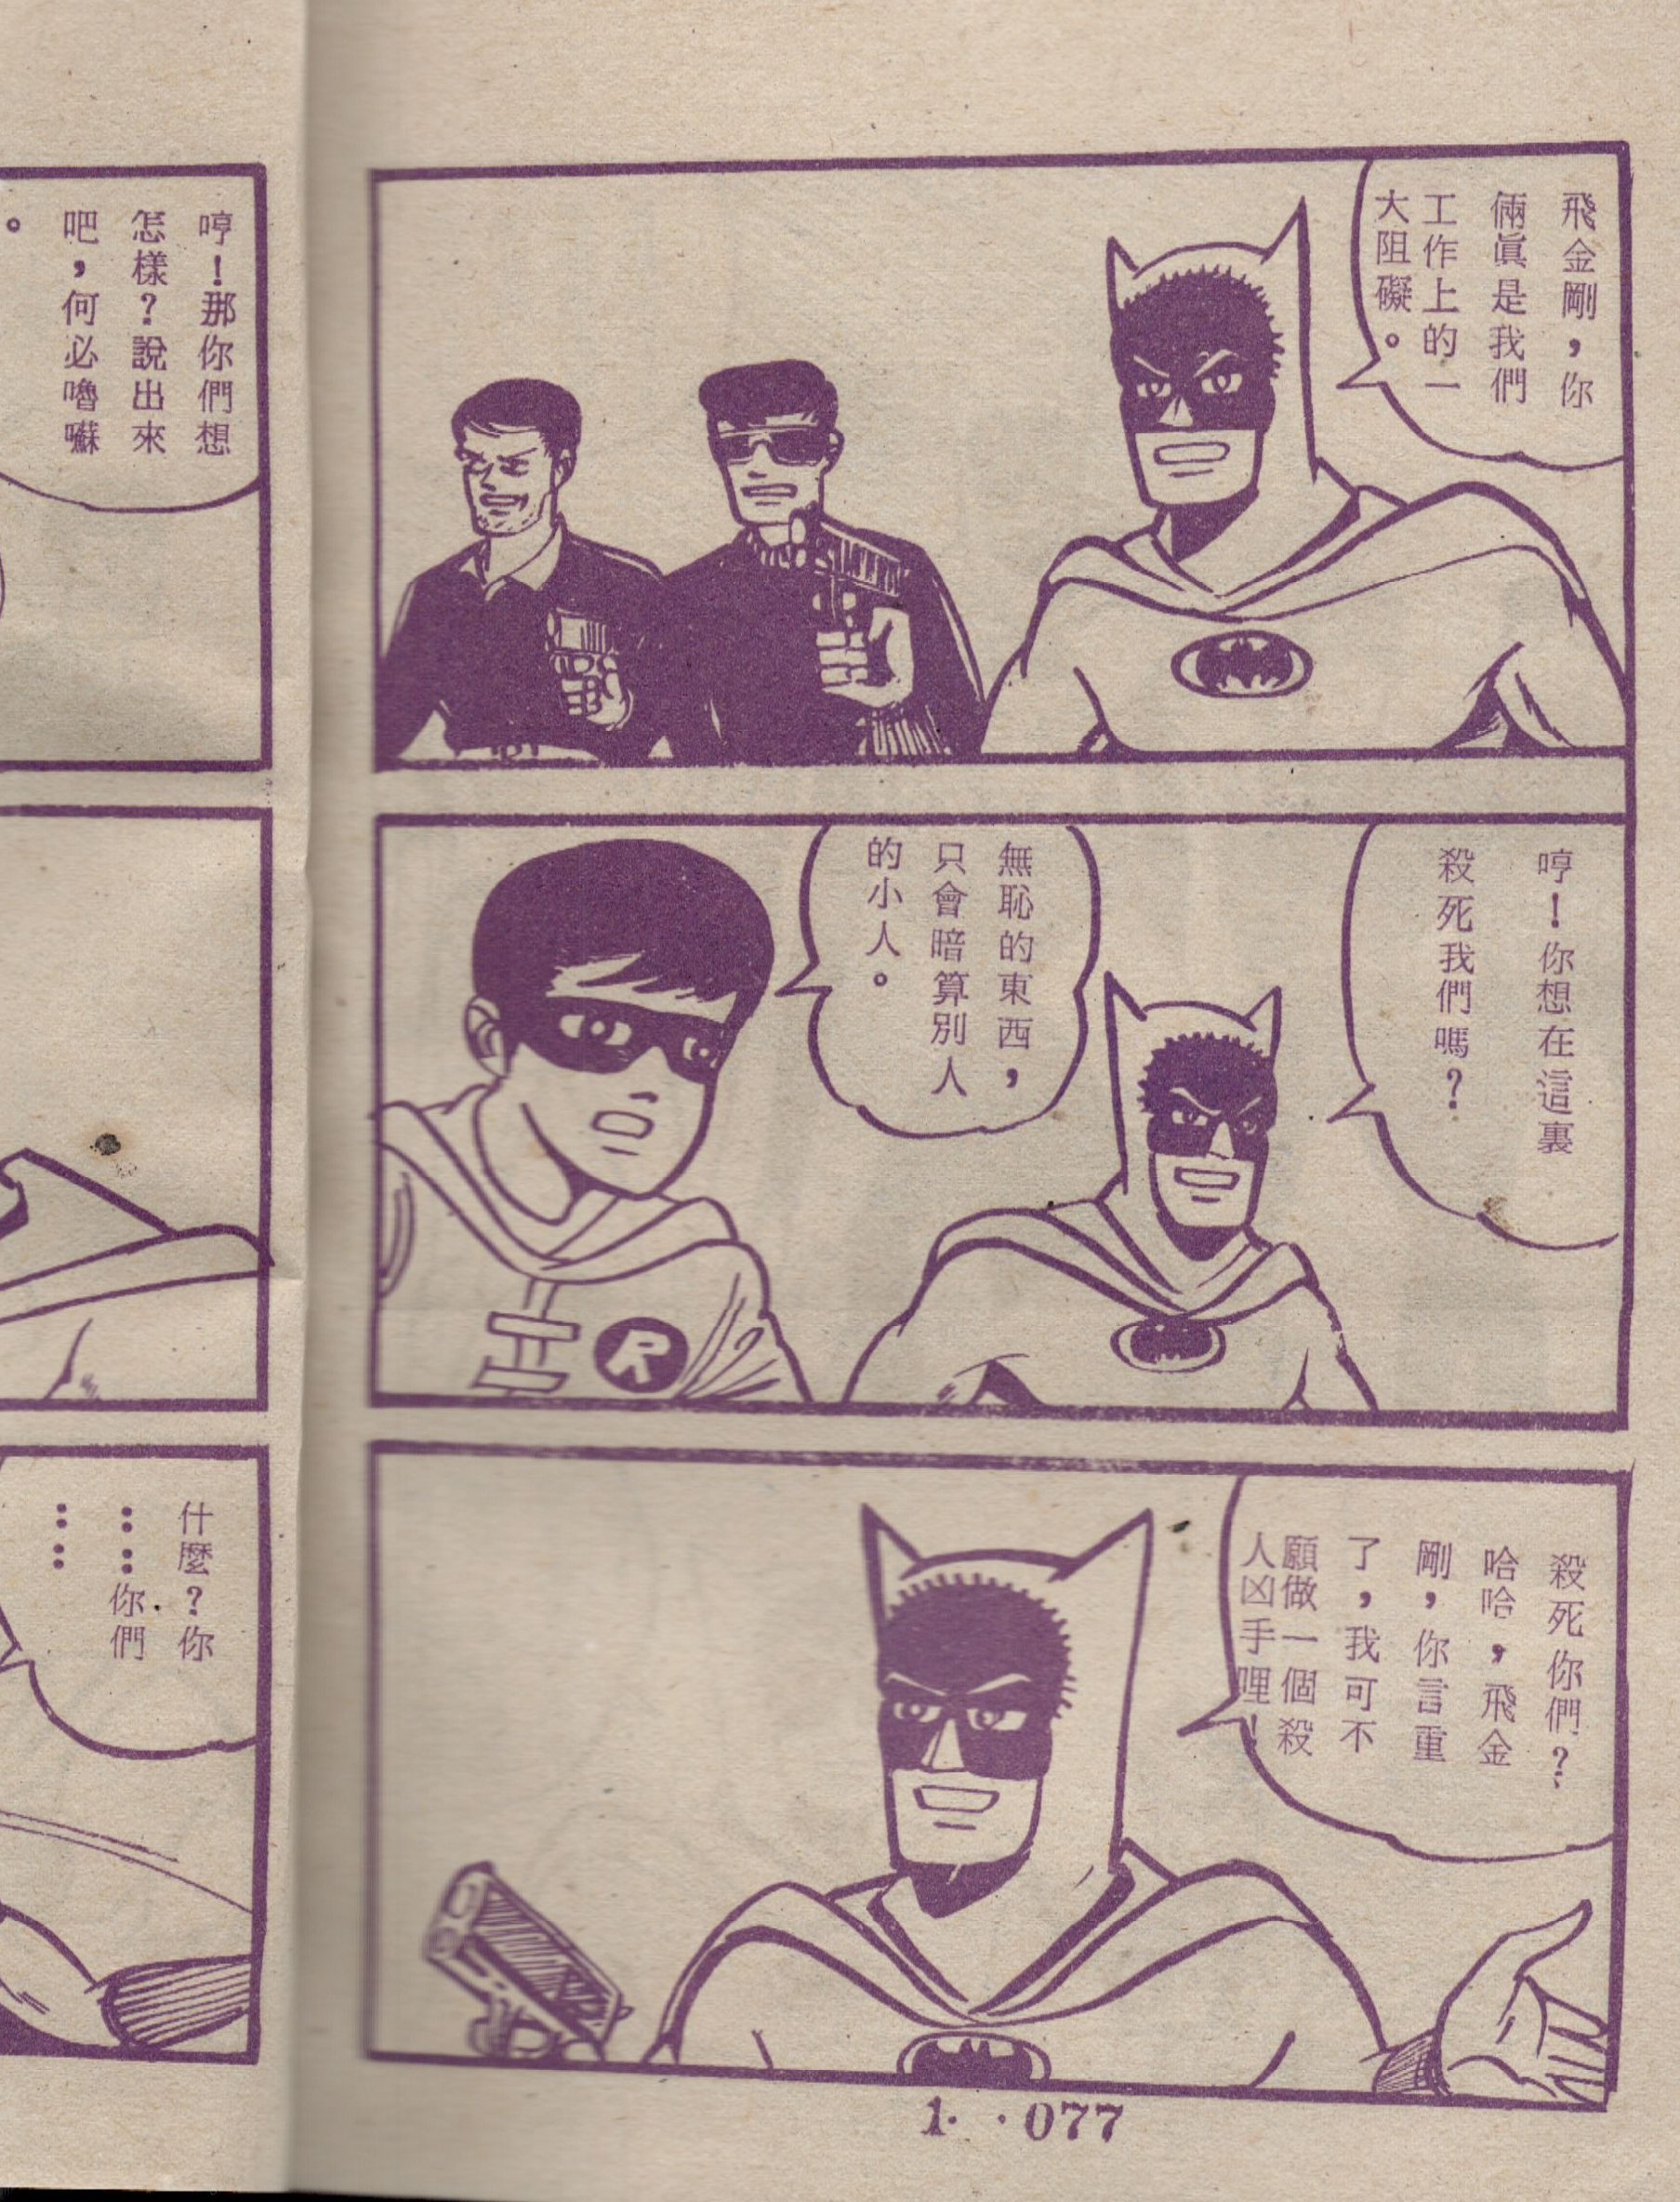 飛金剛，你
倆眞是我們
工作上的一
大阻礙。
哼！你想在這裏
殺死我們嗎？
無恥的東西，
只會暗算別人
的小人。
R
殺死你們？
哈哈，飛金
剛，你言重
了，我可不
願做一個殺
人凶手哩！
1··077
哼！那你們想
怎樣？說出來
吧，何必嚕囌
。
什麼？你
……你們
……